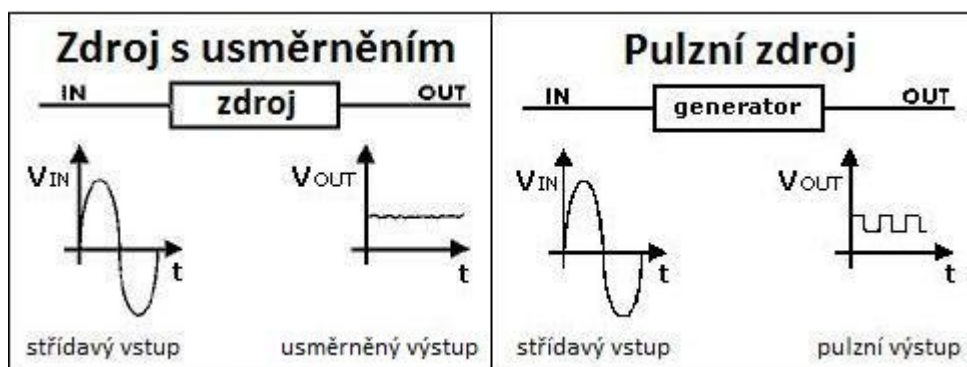 Zdroj s usměrněním
IN zdroj OUT
VIN
VOUT
t
t
střídavý vstup
usměrněný výstup
Pulzní zdroj
IN generator OUT
VIN
VOUT
t
t
střídavý vstup
pulzní výstup